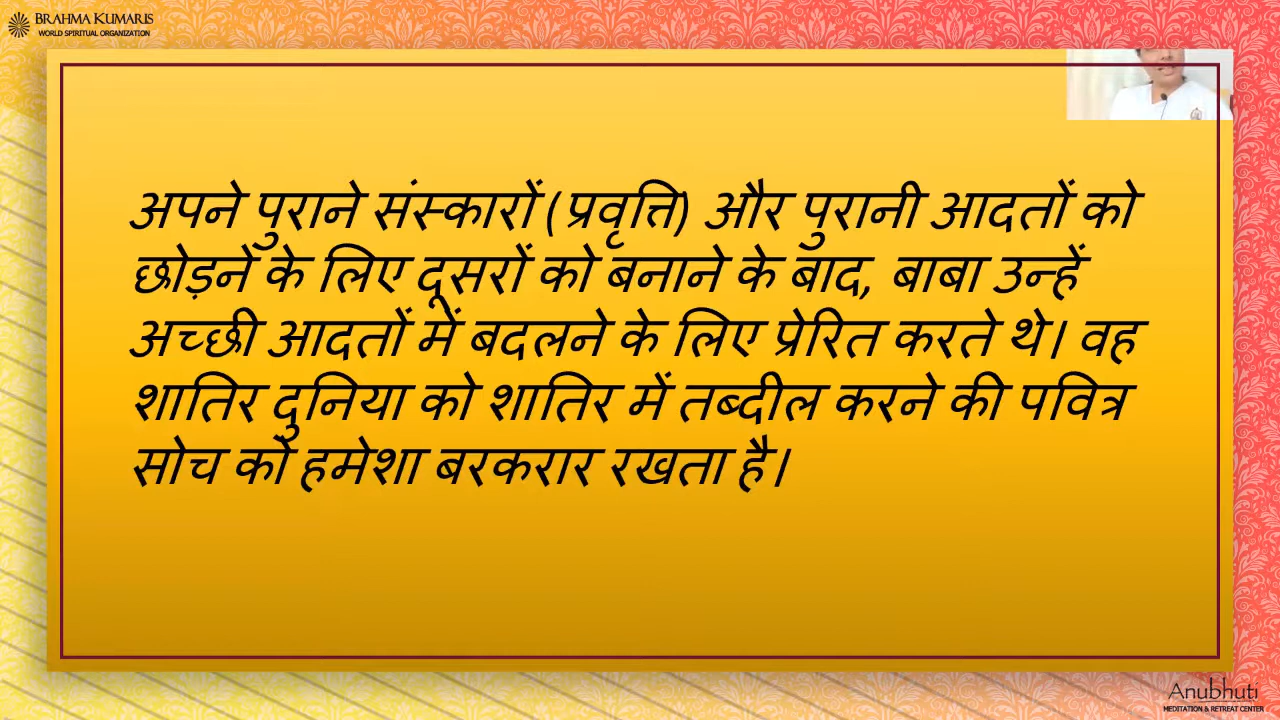 BRAHMA KUMARIS
WORLD SPIRITUAL ORGANIZATION
अपने पुराने संस्कारों (प्रवृत्ति) और पुरानी आदतों को
छोड़ने के लिए दूसरों को बनाने के बाद, बाबा उन्हें
अच्छी आदतों में बदलने के लिए प्रेरित करते थे। वह
शातिर दुनिया को शातिर में तब्दील करने की पवित्र
सोच को हमेशा बरकरार रखता है।
Anubhuti
MEDITATION & RETREAT CENTER